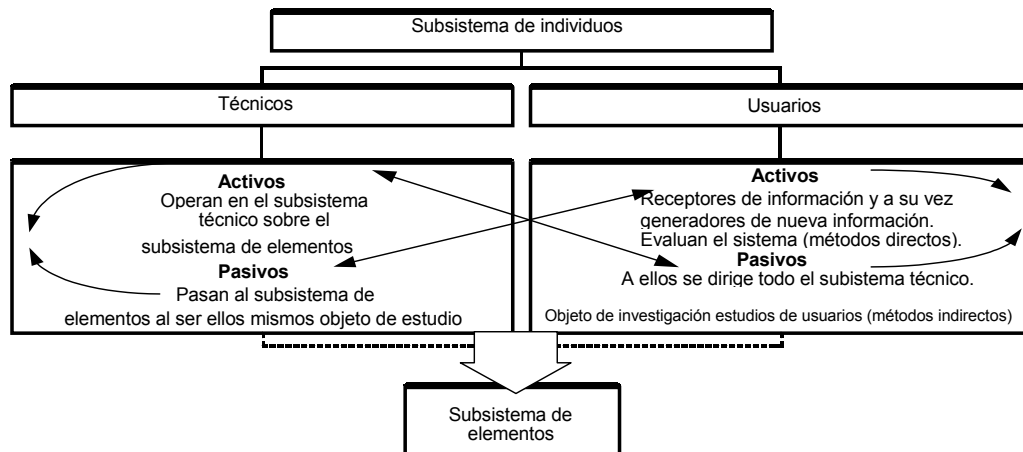 Subsistema de individuos
Técnicos
Usuarios
Activos
Operan en el subsistema
técnico sobre el
subsistema de elementos
Pasivos
Pasan al subsistema de
elementos al ser ellos mismos objeto de estudio
Activos
Receptores de información y a su vez
generadores de nueva información.
Evaluan el sistema (métodos directos).
Pasivos
A ellos se dirige todo el subistema técnico.
Objeto de investigación estudios de usuarios (métodos indirectos)
Subsistema de
elementos